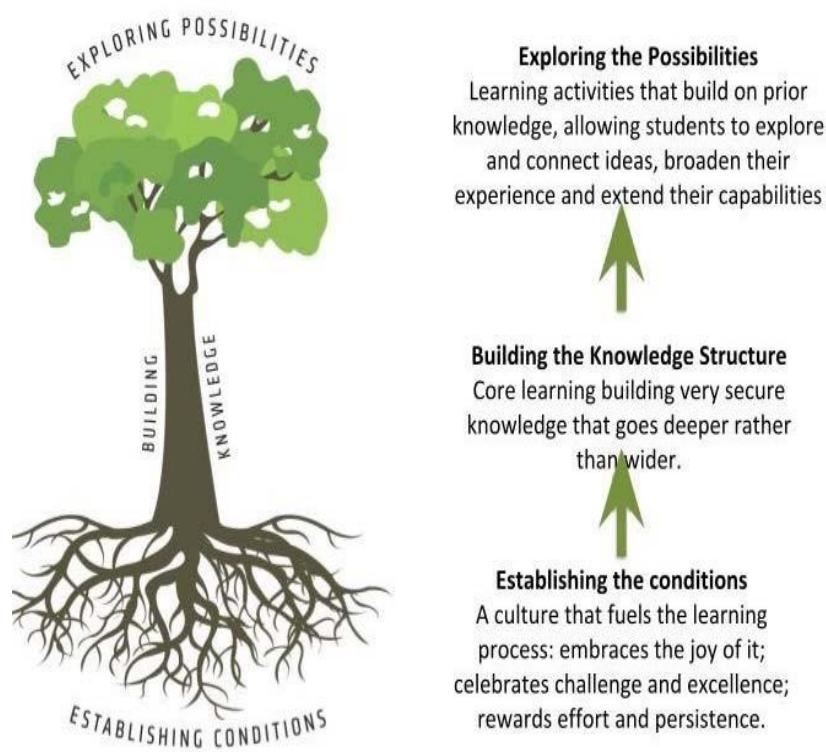 EXPLORING POSSIBILITIES
BUILDING
KNOWLEDGE
ESTABLISHING CONDITIONS
Exploring the Possibilities
Learning activities that build on prior
knowledge, allowing students to explore
and connect ideas, broaden their
experience and extend their capabilities
Building the Knowledge Structure
Core learning building very secure
knowledge that goes deeper rather
than wider.
Establishing the conditions
A culture that fuels the learning
process: embraces the joy of it;
celebrates challenge and excellence;
rewards effort and persistence.